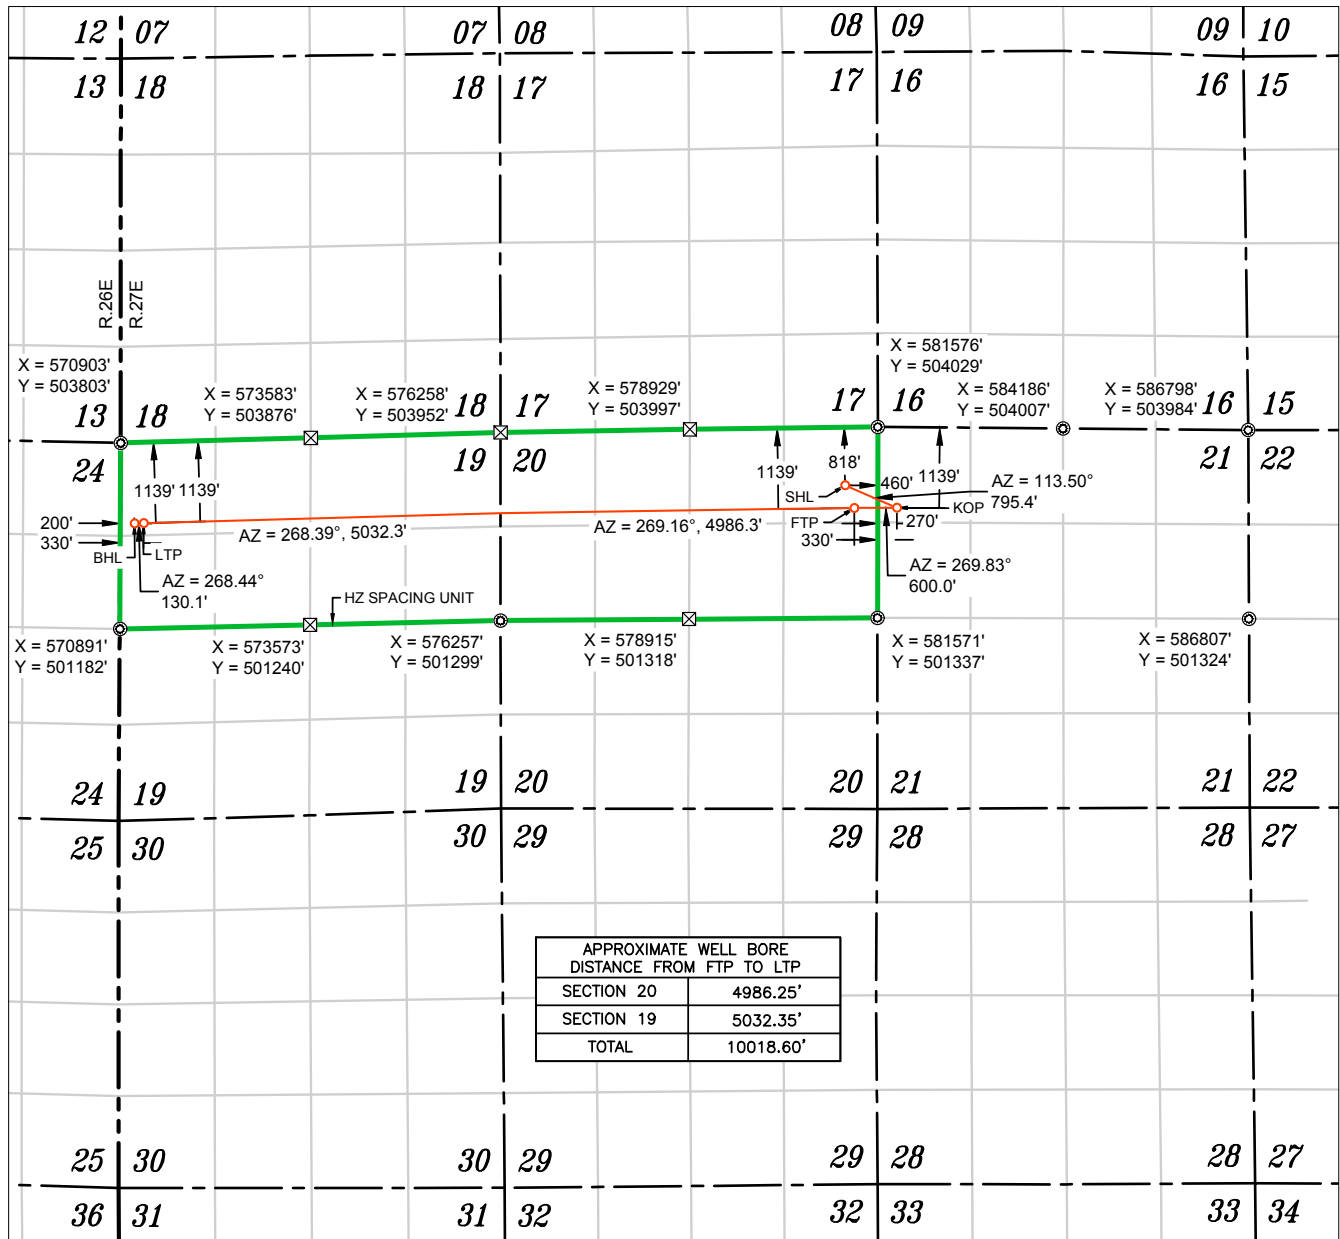 12 07
07 08
08 09
09 10
13 18
18 17
17 16
16 15
R.26E
R.27E
X = 570903'
Y = 503803'
X = 573583'
Y = 503876'
X = 576258'
Y = 503952'
X = 578929'
Y = 503997'
X = 581576'
Y = 504029'
X = 584186'
Y = 504007'
X = 586798'
Y = 503984'
13 18
18 17
17 16
16 15
24
19 20
21 22
1139'
1139'
1139'
818'
460'
1139'
SHL
AZ = 113.50°
795.4'
KOP
200'
330'
BHL
LTP
AZ = 268.39°, 5032.3'
AZ = 269.16°, 4986.3'
FTP
330'
270'
AZ = 268.44°
130.1'
AZ = 269.83°
600.0'
HZ SPACING UNIT
X = 570891'
Y = 501182'
X = 573573'
Y = 501240'
X = 576257'
Y = 501299'
X = 578915'
Y = 501318'
X = 581571'
Y = 501337'
X = 586807'
Y = 501324'
24 19
19 20
20 21
21 22
25 30
30 29
29 28
28 27
APPROXIMATE WELL BORE
DISTANCE FROM FTP TO LTP
SECTION 20 4986.25'
SECTION 19 5032.35'
TOTAL 10018.60'
25 30
30 29
29 28
28 27
36 31
31 32
32 33
33 34